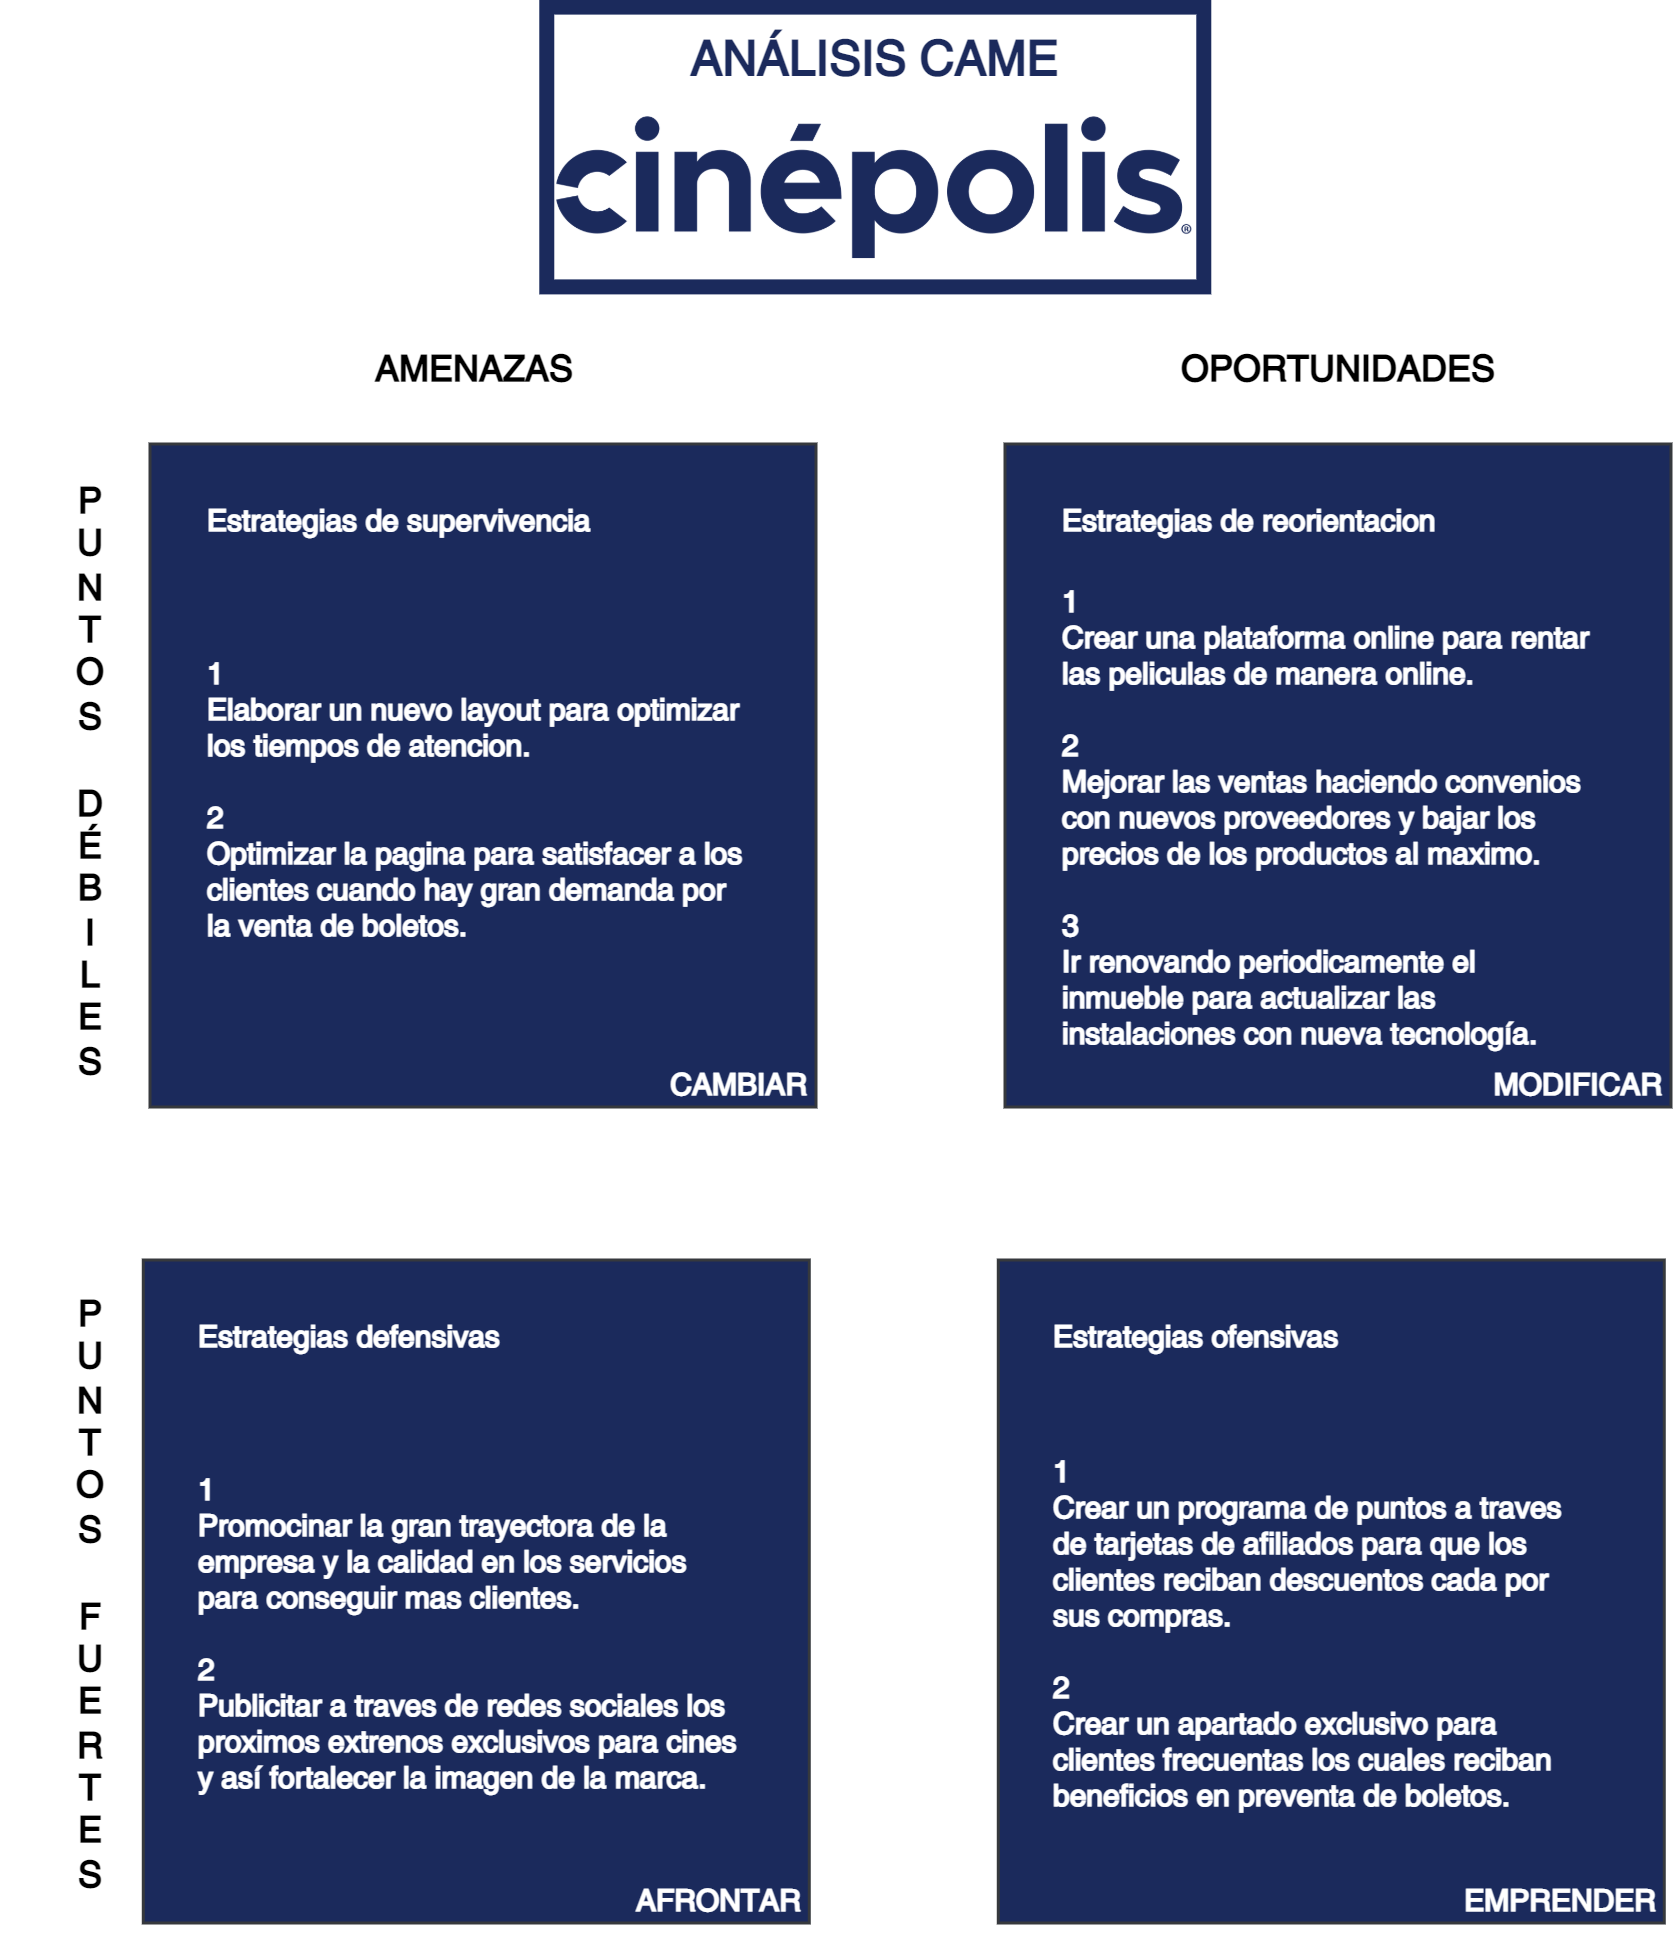 ANÁLISIS CAME
cinépolis®
AMENAZAS
OPORTUNIDADES
PUNTOS DÉBILES
Estrategias de supervivencia
1
Elaborar un nuevo layout para optimizar
los tiempos de atencion.
2
Optimizar la pagina para satisfacer a los
clientes cuando hay gran demanda por
la venta de boletos.
CAMBIAR
Estrategias de reorientacion
1
Crear una plataforma online para rentar
las peliculas de manera online.
2
Mejorar las ventas haciendo convenios
con nuevos proveedores y bajar los
precios de los productos al maximo.
3
Ir renovando periodicamente el
inmueble para actualizar las
instalaciones con nueva tecnología.
MODIFICAR
PUNTOS FUERTES
Estrategias defensivas
1
Promocinar la gran trayectora de la
empresa y la calidad en los servicios
para conseguir mas clientes.
2
Publicitar a traves de redes sociales los
proximos extrenos exclusivos para cines
y así fortalecer la imagen de la marca.
AFRONTAR
Estrategias ofensivas
1
Crear un programa de puntos a traves
de tarjetas de afiliados para que los
clientes reciban descuentos cada por
sus compras.
2
Crear un apartado exclusivo para
clientes frecuentas los cuales reciban
beneficios en preventa de boletos.
EMPRENDER